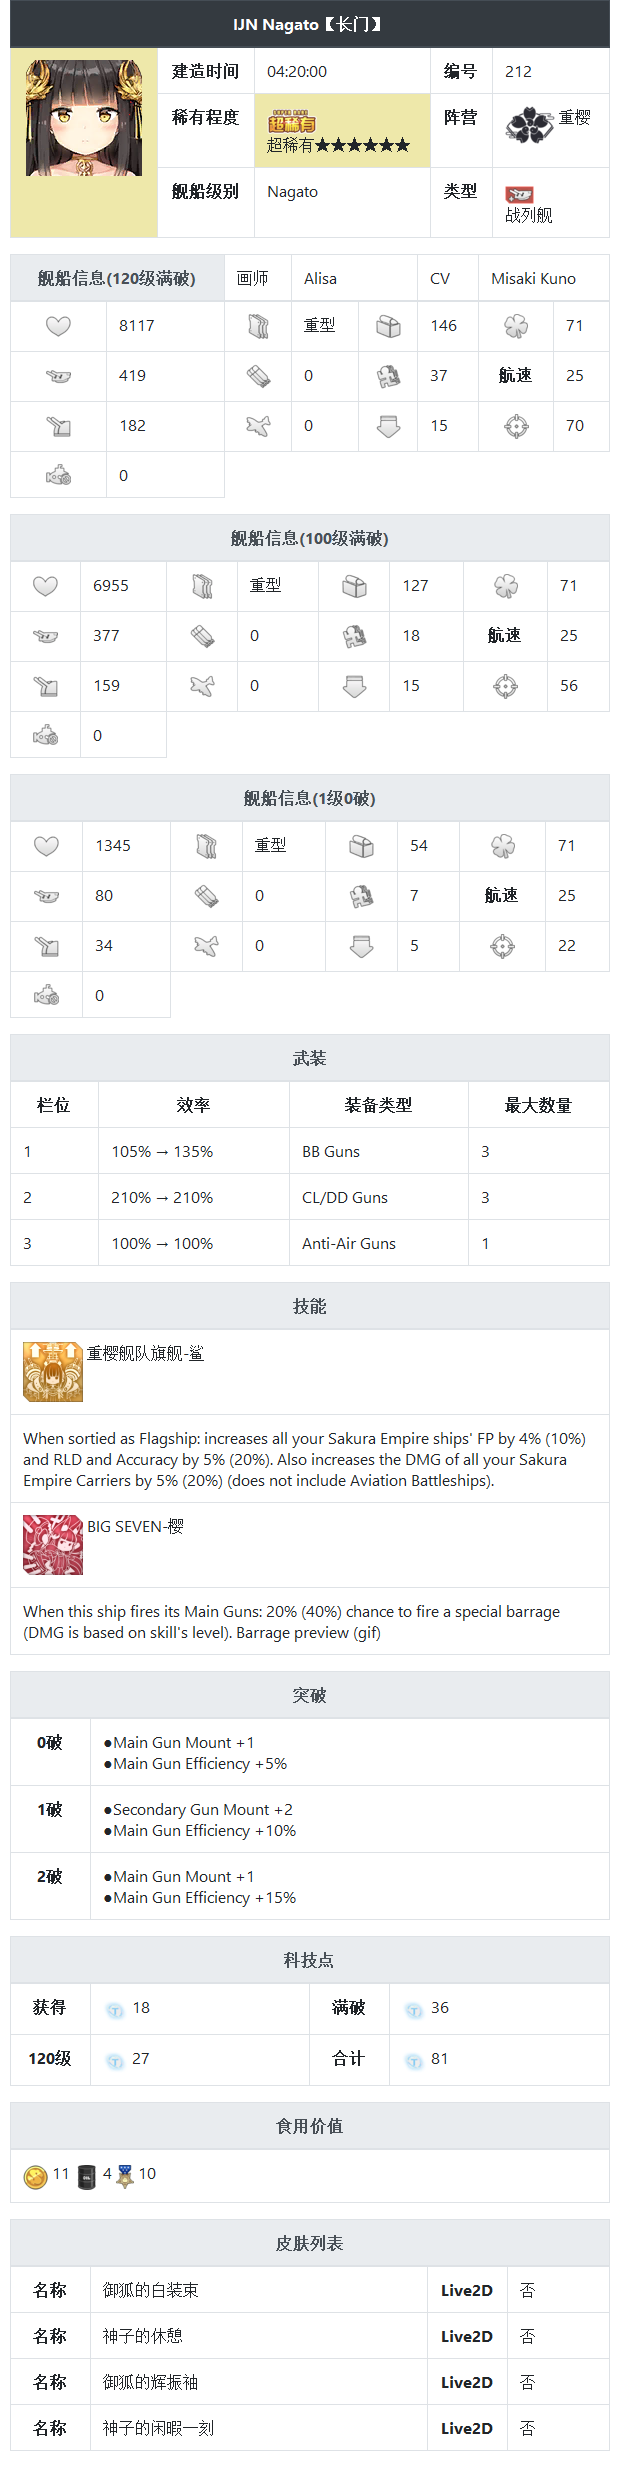 IJN Nagato【长门】
建造时间 04:20:00 编号 212
稀有程度 SUPER RARE 超稀有 超稀有★★★★★★ 阵营 重樱
舰船级别 Nagato 类型 战列舰
舰船信息(120级满破) 画师 Alisa CV Misaki Kuno
8117 重型 146 71
419 0 37 航速 25
182 0 15 70
0
舰船信息(100级满破)
6955 重型 127 71
377 0 18 航速 25
159 0 15 56
0
舰船信息(1级0破)
1345 重型 54 71
80 0 7 航速 25
34 0 5 22
0
武装
栏位 效率 装备类型 最大数量
1 105% → 135% BB Guns 3
2 210% → 210% CL/DD Guns 3
3 100% → 100% Anti-Air Guns 1
技能
重樱舰队旗舰-鲨
When sortied as Flagship: increases all your Sakura Empire ships' FP by 4% (10%)
and RLD and Accuracy by 5% (20%). Also increases the DMG of all your Sakura
Empire Carriers by 5% (20%) (does not include Aviation Battleships).
BIG SEVEN-樱
When this ship fires its Main Guns: 20% (40%) chance to fire a special barrage
(DMG is based on skill's level). Barrage preview (gif)
突破
0破 ●Main Gun Mount +1
●Main Gun Efficiency +5%
1破 ●Secondary Gun Mount +2
●Main Gun Efficiency +10%
2破 ●Main Gun Mount +1
●Main Gun Efficiency +15%
科技点
获得 18 满破 36
120级 27 合计 81
食用价值
11 4 10
皮肤列表
名称 御狐的白装束 Live2D 否
名称 神子的休憩 Live2D 否
名称 御狐的辉振袖 Live2D 否
名称 神子的闲暇一刻 Live2D 否